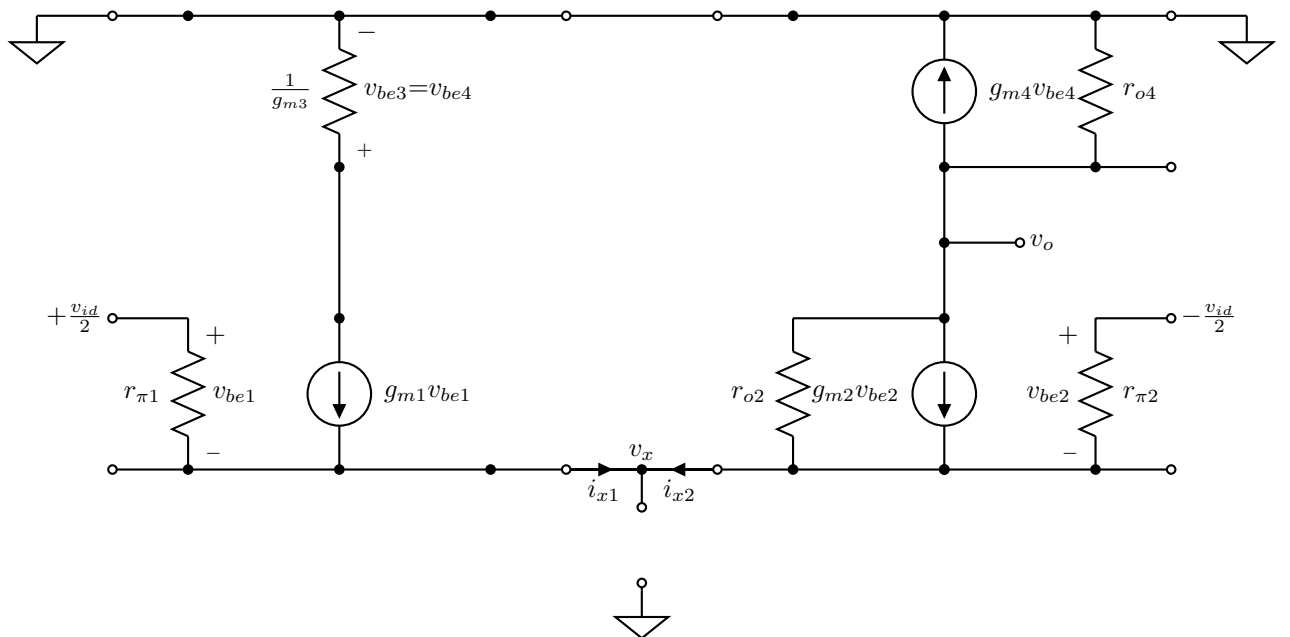 −
1/g_{m3} v_{be3}=v_{be4} g_{m4}v_{be4} r_{o4}
+
v_o
+v_{id}/2 −v_{id}/2
+ +
r_{π1} v_{be1} g_{m1}v_{be1} r_{o2} g_{m2}v_{be2} v_{be2} r_{π2}
− v_x −
i_{x1} i_{x2}